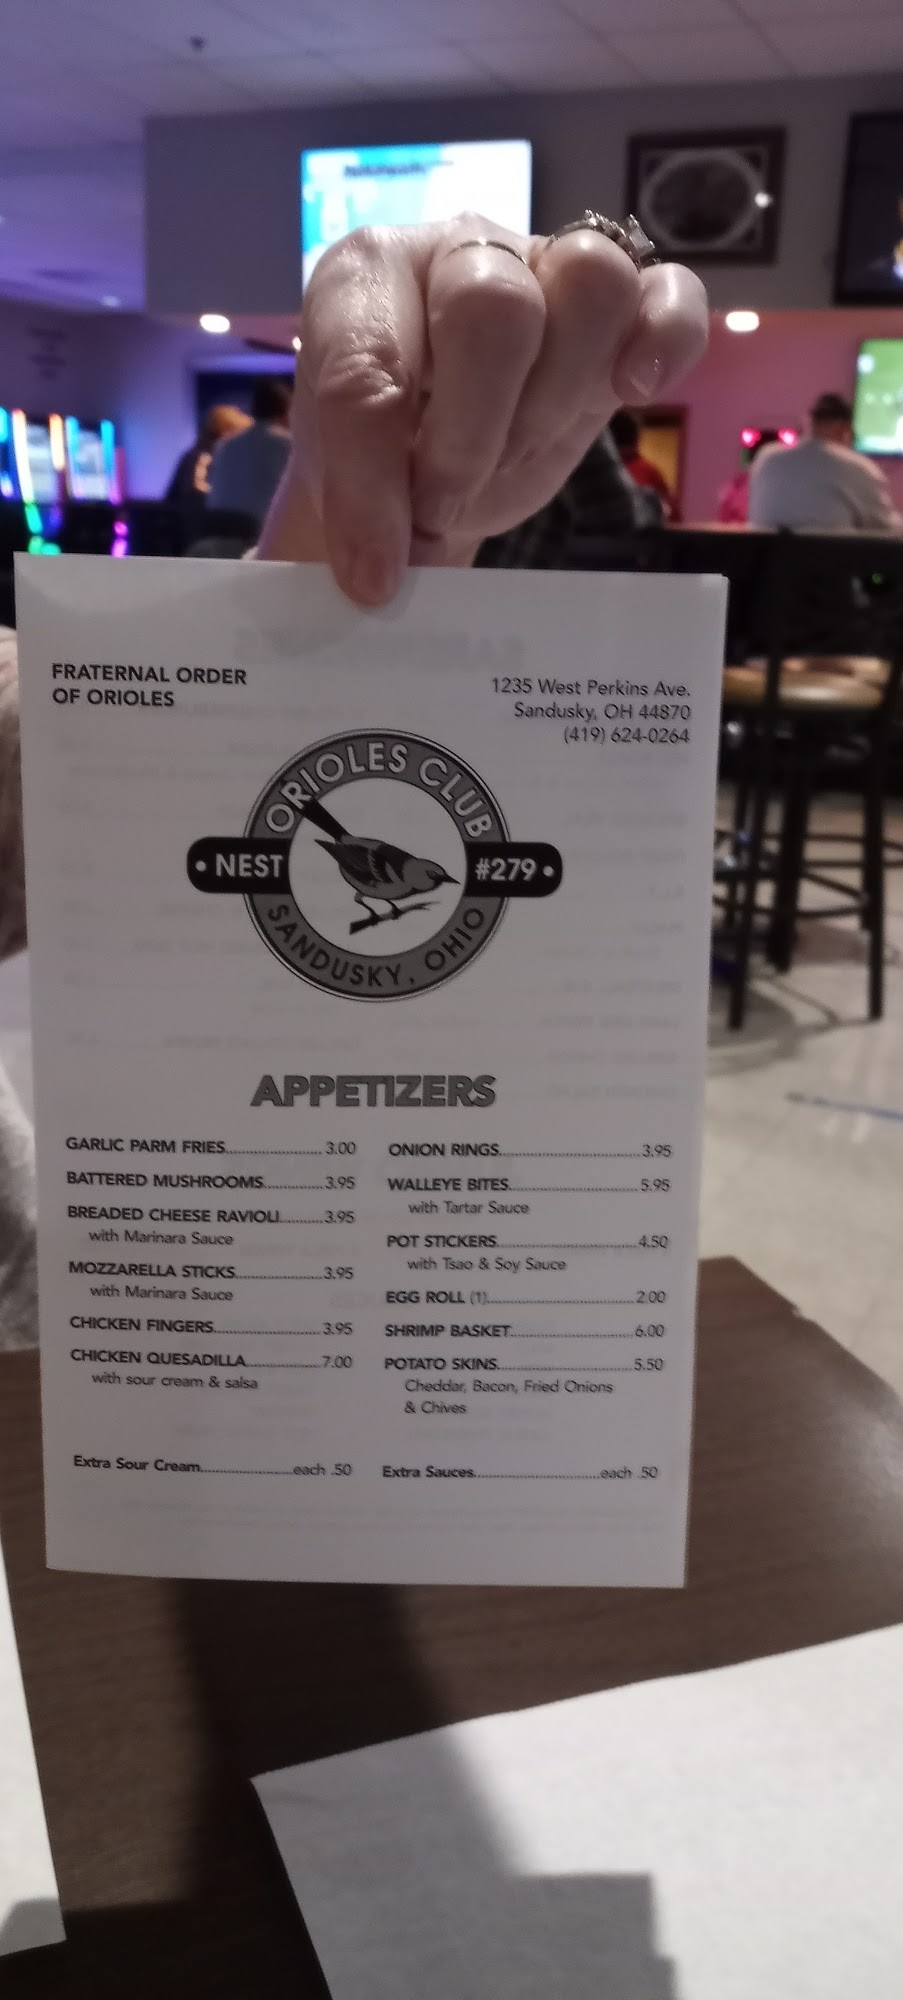 FRATERNAL ORDER
OF ORIOLES
1235 West Perkins Ave.
Sandusky, OH 44870
(419) 624-0264
ORIOLES CLUB
• NEST #279 •
SANDUSKY, OHIO
APPETIZERS
GARLIC PARM FRIES 3.00
BATTERED MUSHROOMS 3.95
BREADED CHEESE RAVIOLI 3.95
with Marinara Sauce
MOZZARELLA STICKS 3.95
with Marinara Sauce
CHICKEN FINGERS 3.95
CHICKEN QUESADILLA 7.00
with sour cream & salsa
Extra Sour Cream each .50
ONION RINGS 3.95
WALLEYE BITES 5.95
with Tartar Sauce
POT STICKERS 4.50
with Tsao & Soy Sauce
EGG ROLL (1) 2.00
SHRIMP BASKET 6.00
POTATO SKINS 5.50
Cheddar, Bacon, Fried Onions
& Chives
Extra Sauces each .50